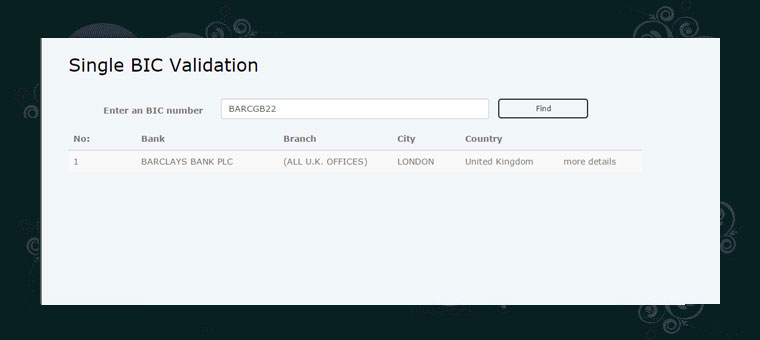 Single BIC Validation
Enter an BIC number BARCGB22 Find
No: Bank Branch City Country
1 BARCLAYS BANK PLC (ALL U.K. OFFICES) LONDON United Kingdom more details